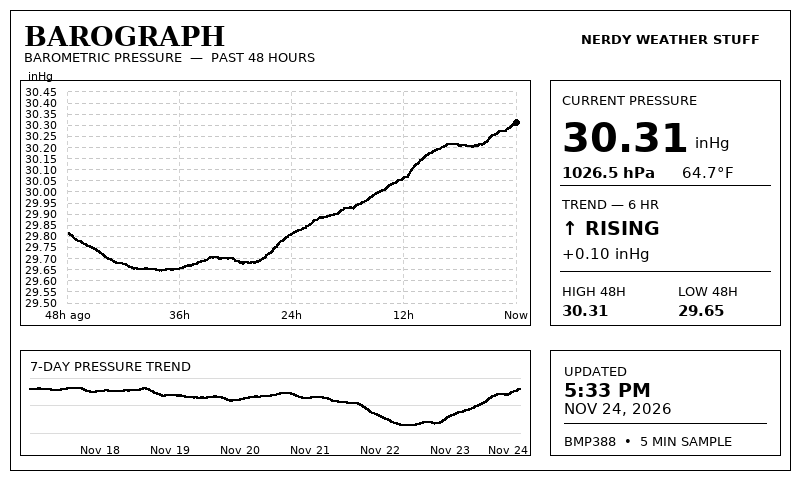 BAROGRAPH
BAROMETRIC PRESSURE — PAST 48 HOURS
NERDY WEATHER STUFF
inHg
30.45
30.40
30.35
30.30
30.25
30.20
30.15
30.10
30.05
30.00
29.95
29.90
29.85
29.80
29.75
29.70
29.65
29.60
29.55
29.50
48h ago 36h 24h 12h Now
CURRENT PRESSURE
30.31 inHg
1026.5 hPa 64.7°F
TREND — 6 HR
↑ RISING
+0.10 inHg
HIGH 48H LOW 48H
30.31 29.65
7-DAY PRESSURE TREND
Nov 18 Nov 19 Nov 20 Nov 21 Nov 22 Nov 23 Nov 24
UPDATED
5:33 PM
NOV 24, 2026
BMP388 • 5 MIN SAMPLE